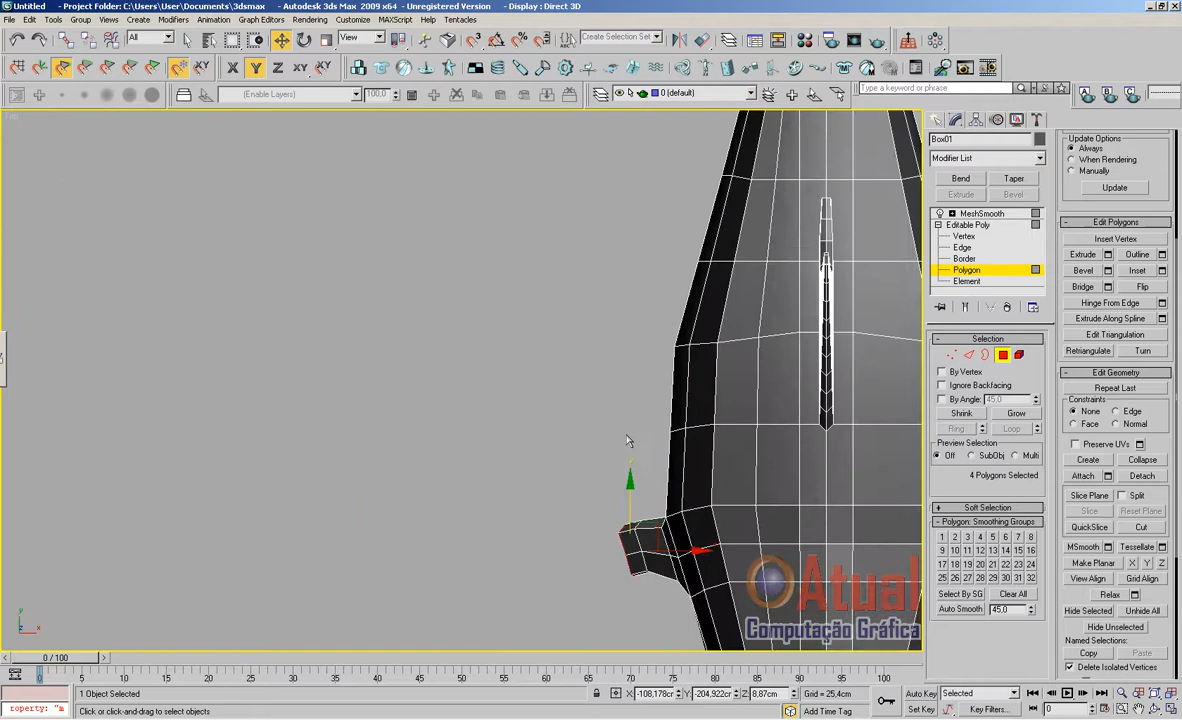 Untitled - Project Folder: C:\Users\User\Documents\3dsmax - Autodesk 3ds Max 2009 x64 - Unregistered Version - Display : Direct 3D
File Edit Tools Group Views Create Modifiers Animation Graph Editors Rendering Customize MAXScript Help Tentacles
All View Create Selection Set
X Y Z XY XY
(Enable Layers) 100,0 0 (default) Type a keyword or phrase
A B C
Top
Box01
Modifier List
Bend Taper
Extrude Bevel
MeshSmooth
Editable Poly
Vertex
Edge
Border
Polygon
Element
Selection
By Vertex
Ignore Backfacing
By Angle: 45,0
Shrink Grow
Ring Loop
Preview Selection
Off SubObj Multi
4 Polygons Selected
Soft Selection
Polygon: Smoothing Groups
1 2 3 4 5 6 7 8
9 10 11 12 13 14 15 16
17 18 19 20 21 22 23 24
25 26 27 28 29 30 31 32
Select By SG Clear All
Auto Smooth 45,0
Update Options
Always
When Rendering
Manually
Update
Edit Polygons
Insert Vertex
Extrude Outline
Bevel Inset
Bridge Flip
Hinge From Edge
Extrude Along Spline
Edit Triangulation
Retriangulate Turn
Edit Geometry
Repeat Last
Constraints
None Edge
Face Normal
Preserve UVs
Create Collapse
Attach Detach
Slice Plane Split
Slice Reset Plane
QuickSlice Cut
MSmooth Tessellate
Make Planar X Y Z
View Align Grid Align
Relax
Hide Selected Unhide All
Hide Unselected
Named Selections:
Copy Paste
Delete Isolated Vertices
Atual
Computação Gráfica
0 / 100
0 5 10 15 20 25 30 35 40 45 50 55 60 65 70 75 80 85 90 95 100
1 Object Selected X: -108,178cm Y: -204,922cm Z: 8,87cm Grid = 25,4cm Auto Key Selected
roperty: "m Click or click-and-drag to select objects Add Time Tag Set Key Key Filters... 0